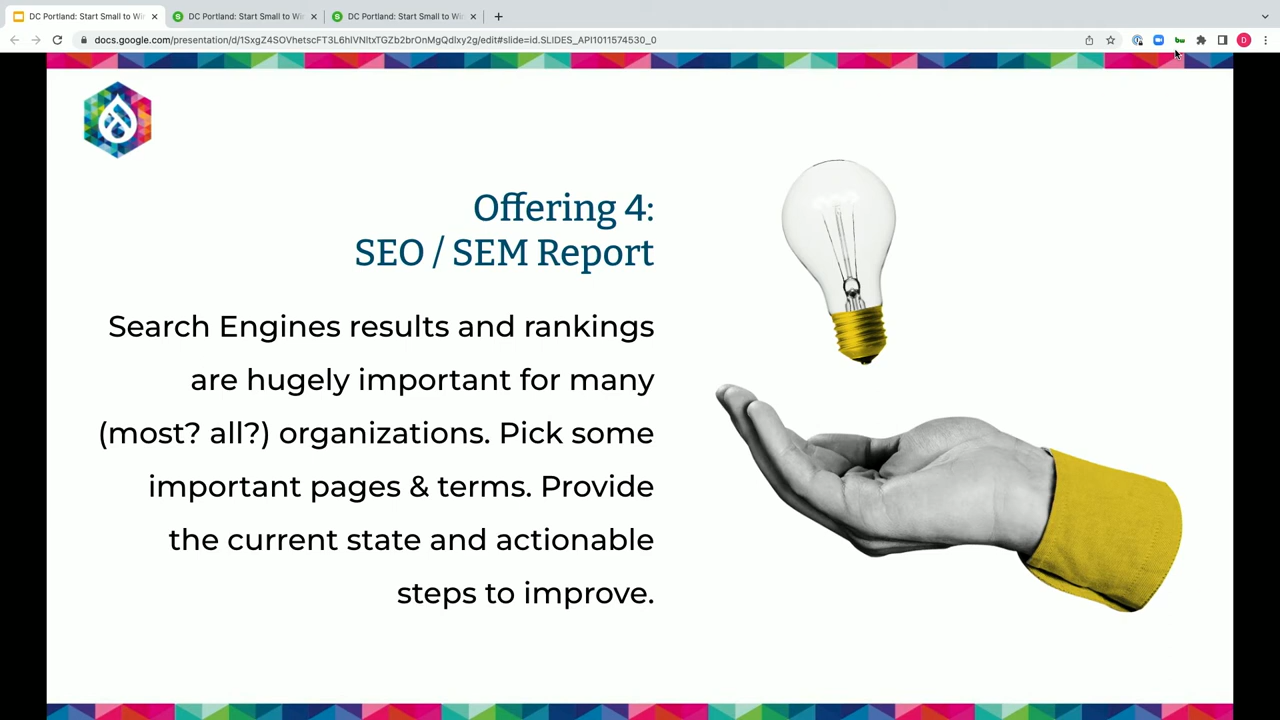 DC Portland: Start Small to Wi
DC Portland: Start Small to Wi
DC Portland: Start Small to Wi
docs.google.com/presentation/d/1SxgZ4SOVhetscFT3L6hlVNltxTGZb2brOnMgQdlxy2g/edit#slide=id.SLIDES_API1011574530_0
Offering 4:
SEO / SEM Report
Search Engines results and rankings
are hugely important for many
(most? all?) organizations. Pick some
important pages & terms. Provide
the current state and actionable
steps to improve.